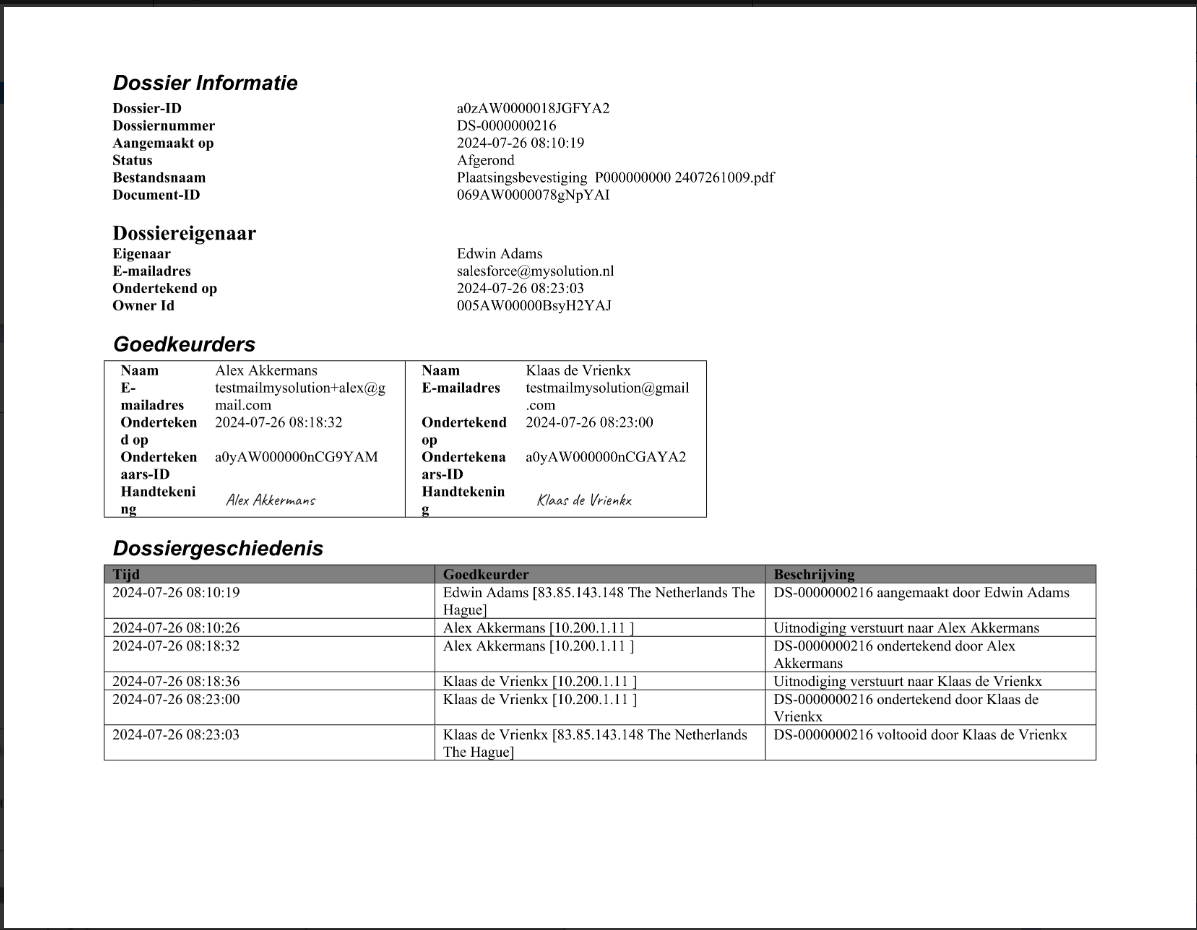 Dossier Informatie
Dossier-ID a0zAW0000018JGFYA2
Dossiernummer DS-0000000216
Aangemaakt op 2024-07-26 08:10:19
Status Afgerond
Bestandsnaam Plaatsingsbevestiging P000000000 2407261009.pdf
Document-ID 069AW0000078gNpYAI
Dossiereigenaar
Eigenaar Edwin Adams
E-mailadres salesforce@mysolution.nl
Ondertekend op 2024-07-26 08:23:03
Owner Id 005AW00000BsyH2YAJ
Goedkeurders
Naam Alex Akkermans
E- testmailmysolution+alex@g
mailadres mail.com
Onderteken 2024-07-26 08:18:32
d op
Onderteken a0yAW000000nCG9YAM
aars-ID
Handtekeni Alex Akkermans
ng
Naam Klaas de Vrienkx
E-mailadres testmailmysolution@gmail
.com
Ondertekend 2024-07-26 08:23:00
op
Ondertekena a0yAW000000nCGAYA2
ars-ID
Handtekenin Klaas de Vrienkx
g
Dossiergeschiedenis
Tijd Goedkeurder Beschrijving
2024-07-26 08:10:19 Edwin Adams [83.85.143.148 The Netherlands The DS-0000000216 aangemaakt door Edwin Adams
Hague]
2024-07-26 08:10:26 Alex Akkermans [10.200.1.11 ] Uitnodiging verstuurt naar Alex Akkermans
2024-07-26 08:18:32 Alex Akkermans [10.200.1.11 ] DS-0000000216 ondertekend door Alex
Akkermans
2024-07-26 08:18:36 Klaas de Vrienkx [10.200.1.11 ] Uitnodiging verstuurt naar Klaas de Vrienkx
2024-07-26 08:23:00 Klaas de Vrienkx [10.200.1.11 ] DS-0000000216 ondertekend door Klaas de
Vrienkx
2024-07-26 08:23:03 Klaas de Vrienkx [83.85.143.148 The Netherlands DS-0000000216 voltooid door Klaas de Vrienkx
The Hague]